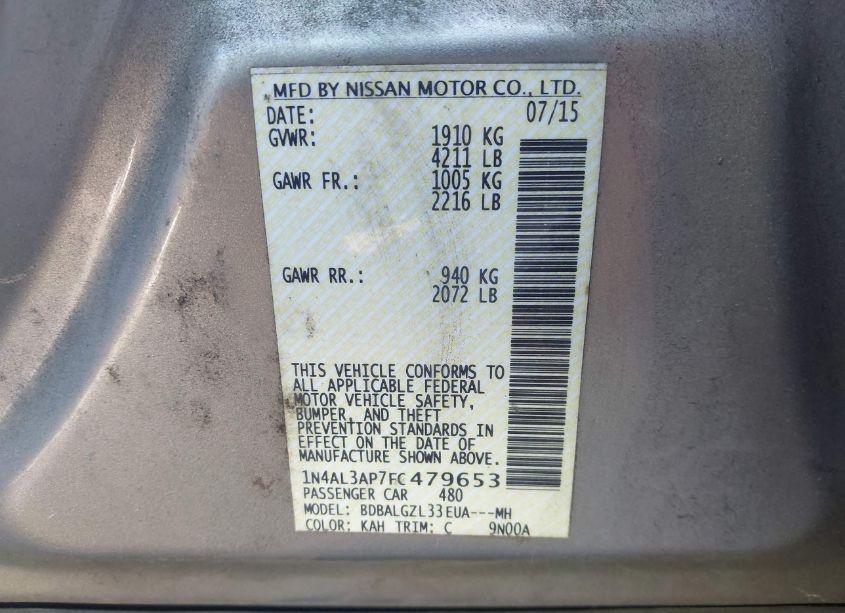 MFD BY NISSAN MOTOR CO., LTD.
DATE: 07/15
GVWR: 1910 KG
4211 LB
GAWR FR.: 1005 KG
2216 LB
GAWR RR.: 940 KG
2072 LB
THIS VEHICLE CONFORMS TO
ALL APPLICABLE FEDERAL
MOTOR VEHICLE SAFETY,
BUMPER, AND THEFT
PREVENTION STANDARDS IN
EFFECT ON THE DATE OF
MANUFACTURE SHOWN ABOVE.
1N4AL3AP7FC479653
PASSENGER CAR 480
MODEL: BDBALGZL33EUA---MH
COLOR: KAH TRIM: C 9N00A